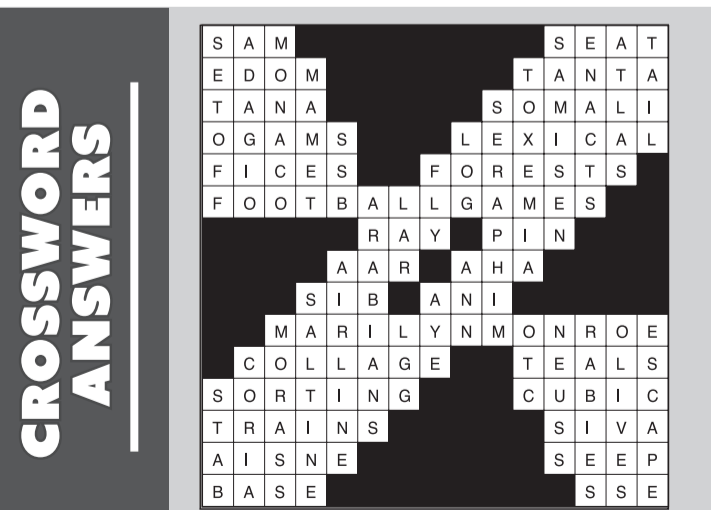 CROSSWORD
ANSWERS
S A M S E A T
E D O M T A N T A
T A N A S O M A L I
O G A M S L E X I C A L
F I C E S F O R E S T S
F O O T B A L L G A M E S
R A Y P I N
A A R A H A
S I B A N I
M A R I L Y N M O N R O E
C O L L A G E T E A L S
S O R T I N G C U B I C
T R A I N S S I V A
A I S N E S E E P
B A S E S S E